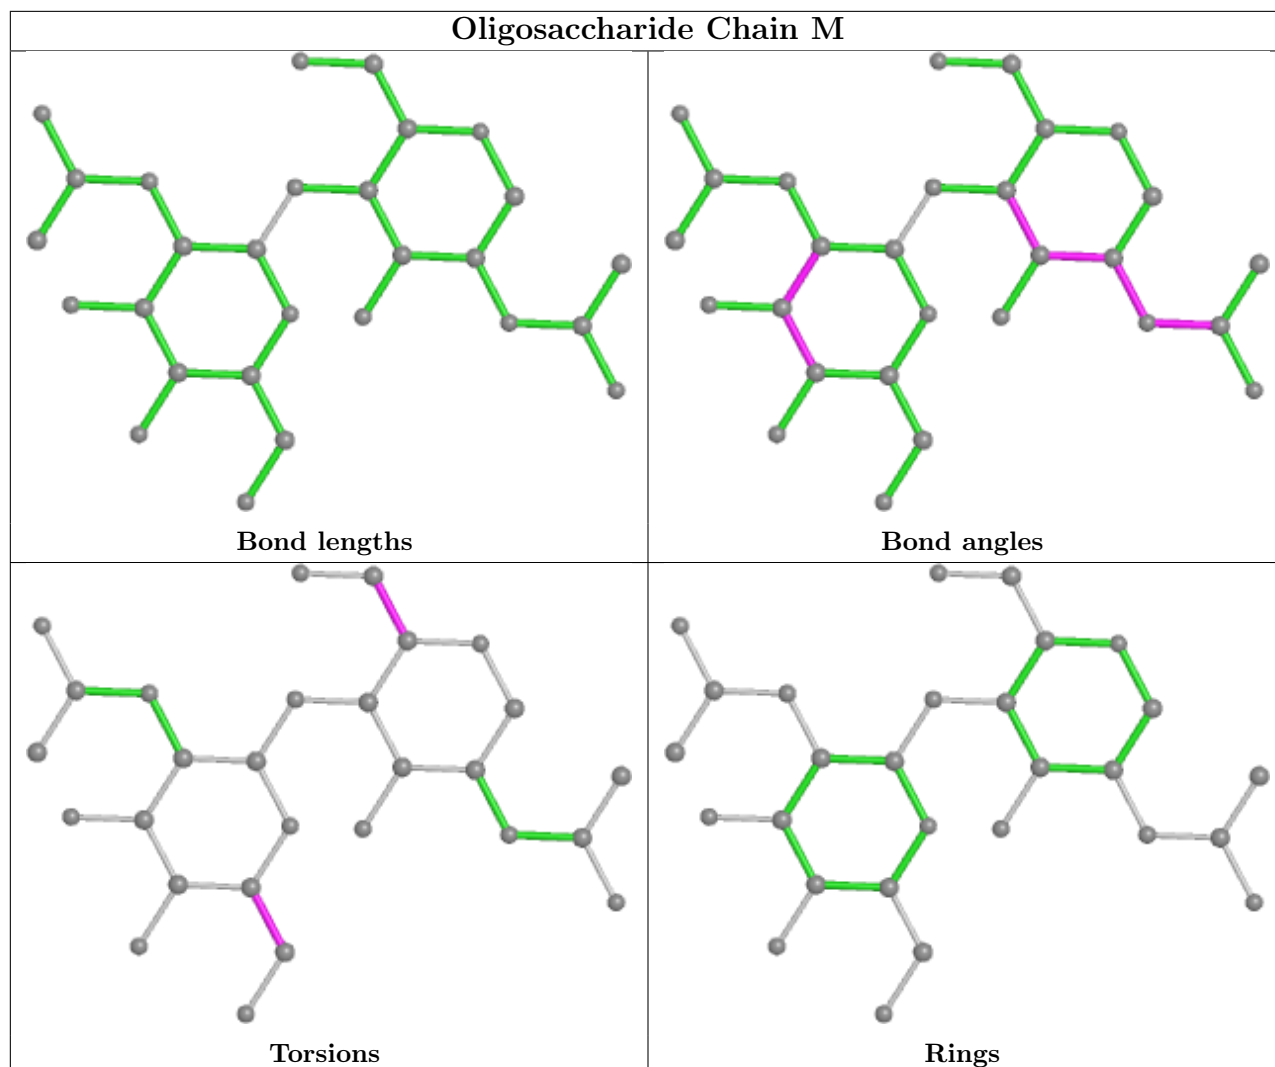 Oligosaccharide Chain M
Bond lengths
Bond angles
Torsions
Rings